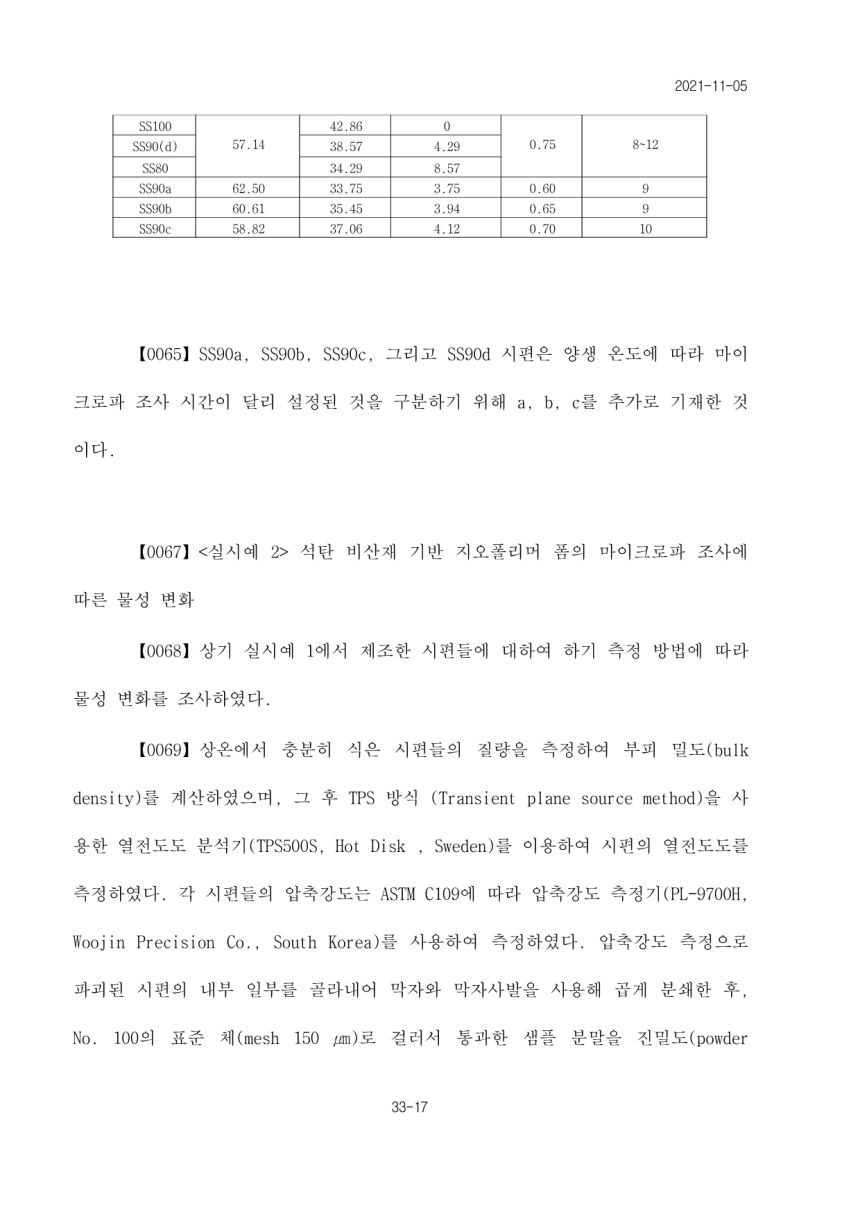 2021-11-05
SS100 42.86 0
SS90(d) 57.14 38.57 4.29 0.75 8~12
SS80 34.29 8.57
SS90a 62.50 33.75 3.75 0.60 9
SS90b 60.61 35.45 3.94 0.65 9
SS90c 58.82 37.06 4.12 0.70 10
【0065】SS90a, SS90b, SS90c, 그리고 SS90d 시편은 양생 온도에 따라 마이
크로파 조사 시간이 달리 설정된 것을 구분하기 위해 a, b, c를 추가로 기재한 것
이다.
【0067】<실시예 2> 석탄 비산재 기반 지오폴리머 폼의 마이크로파 조사에
따른 물성 변화
【0068】상기 실시예 1에서 제조한 시편들에 대하여 하기 측정 방법에 따라
물성 변화를 조사하였다.
【0069】상온에서 충분히 식은 시편들의 질량을 측정하여 부피 밀도(bulk
density)를 계산하였으며, 그 후 TPS 방식 (Transient plane source method)을 사
용한 열전도도 분석기(TPS500S, Hot Disk , Sweden)를 이용하여 시편의 열전도도를
측정하였다. 각 시편들의 압축강도는 ASTM C109에 따라 압축강도 측정기(PL-9700H,
Woojin Precision Co., South Korea)를 사용하여 측정하였다. 압축강도 측정으로
파괴된 시편의 내부 일부를 골라내어 막자와 막자사발을 사용해 곱게 분쇄한 후,
No. 100의 표준 체(mesh 150 ㎛)로 걸러서 통과한 샘플 분말을 진밀도(powder
33-17